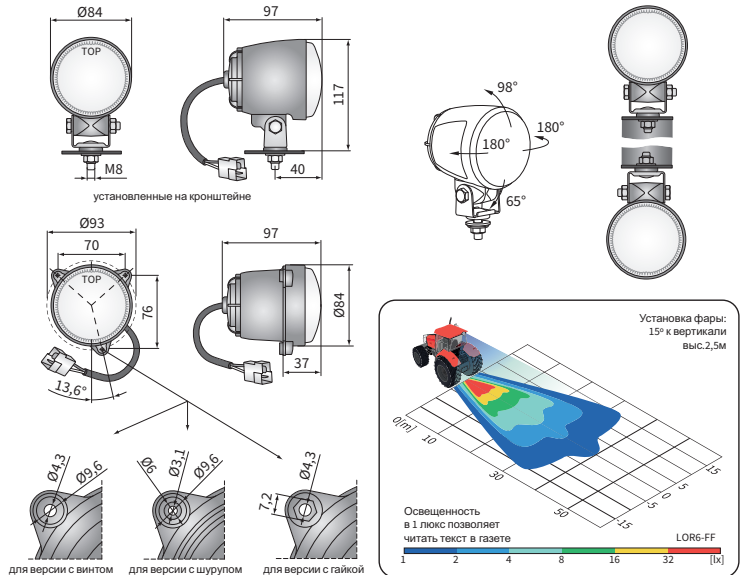 Ø84
TOP
M8
97
117
40
установленные на кронштейне
98°
180°
180°
65°
Ø93
70
TOP
76
13,6°
97
Ø84
37
Ø4,3
Ø9,6
для версии с винтом
Ø6
Ø3,1
Ø9,6
для версии с шурупом
Ø4,3
7,2
для версии с гайкой
Установка фары:
15º к вертикали
выс.2,5м
0[m]
10
30
50
15
5
0
-5
-15
Освещенность
в 1 люкс позволяет
читать текст в газете
LOR6-FF
1 2 4 8 16 32 [lx]